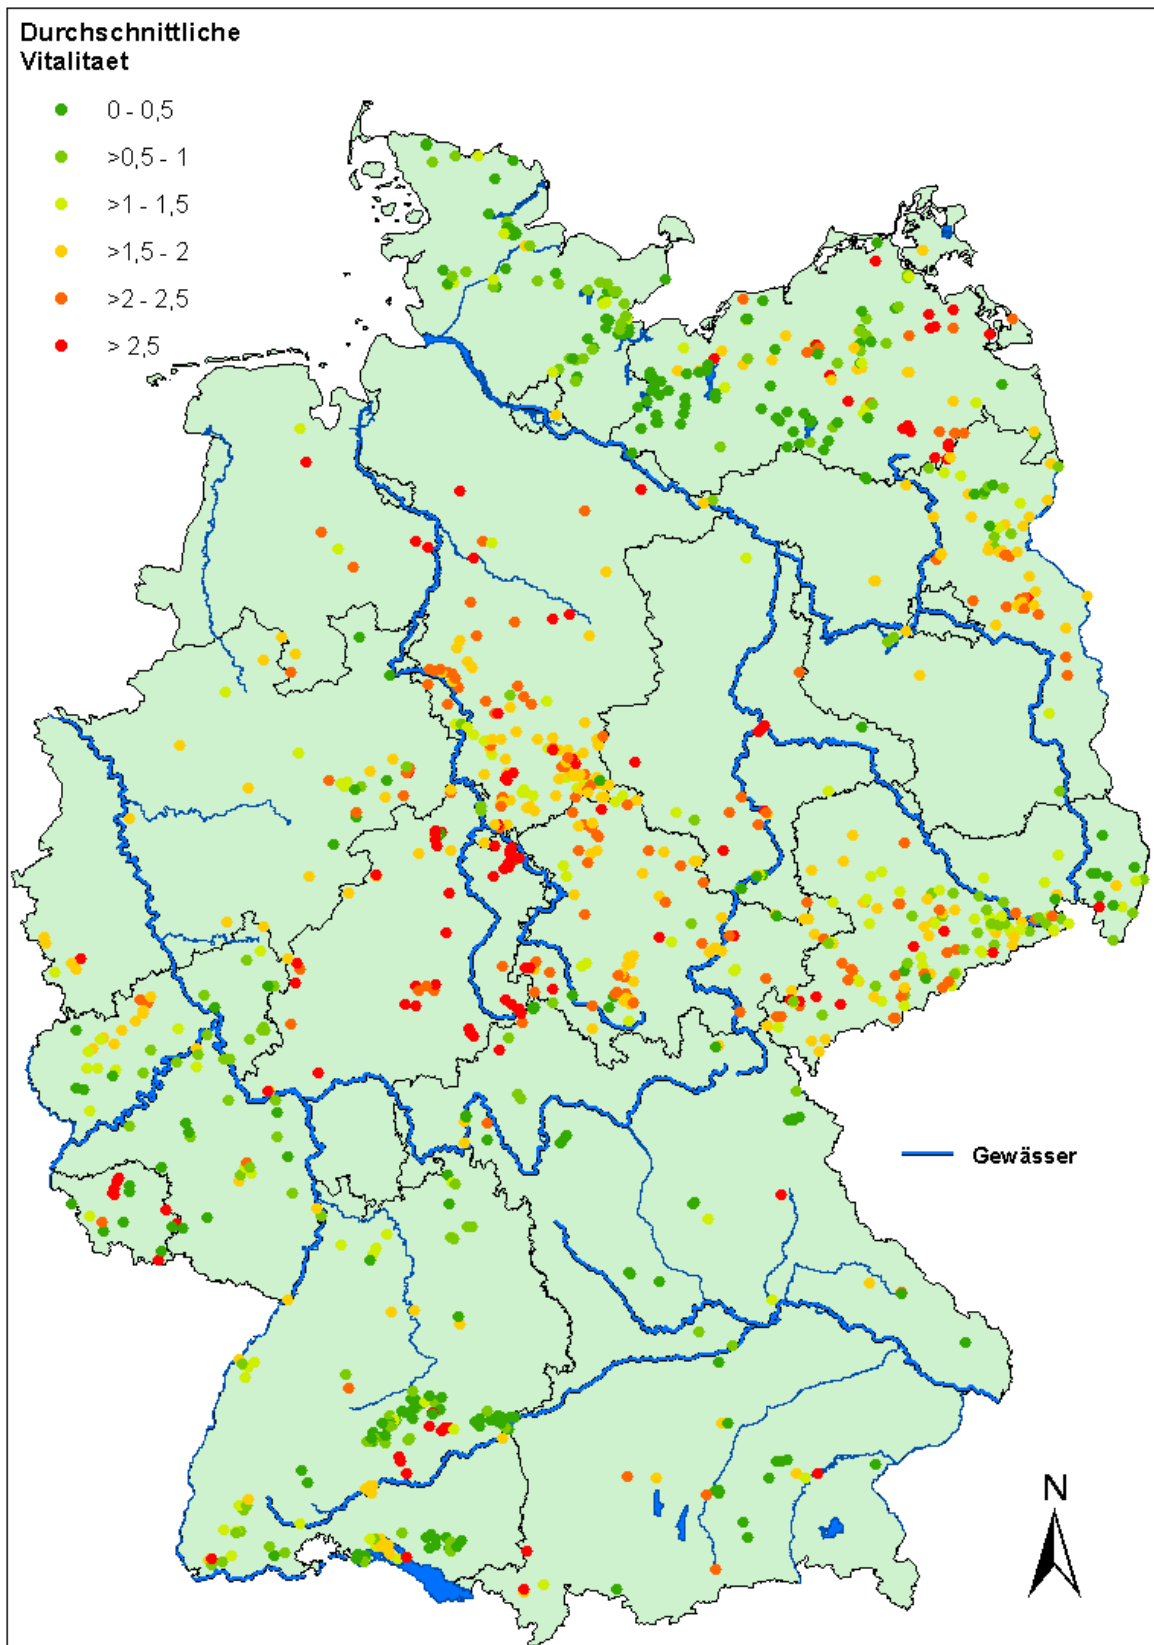 Durchschnittliche
Vitalitaet
0 - 0,5
>0,5 - 1
>1 - 1,5
>1,5 - 2
>2 - 2,5
> 2,5
Gewässer
N